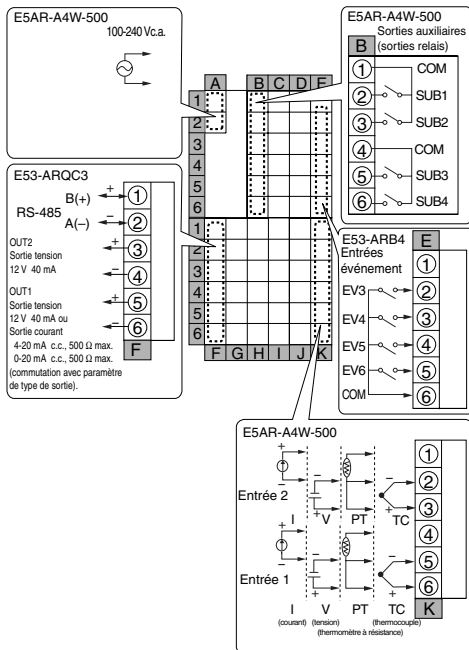 E5AR-A4W-500
100-240 Vc.a.
E5AR-A4W-500
Sorties auxiliaires
(sorties relais)
B
1 COM
2 SUB1
3 SUB2
4 COM
5 SUB3
6 SUB4
A B C D E
1
2
3
4
5
6
1
2
3
4
5
6
F G H I J K
E53-ARQC3
RS-485
B(+) + 1
A(−) − 2
OUT2
Sortie tension
12 V 40 mA
+ 3
− 4
OUT1
Sortie tension
12 V 40 mA ou
Sortie courant
4-20 mA c.c., 500 Ω max.
0-20 mA c.c., 500 Ω max.
(commutation avec paramètre
de type de sortie).
+ 5
− 6
F
E53-ARB4
Entrées
événement
E
1
EV3 2
EV4 3
EV5 4
EV6 5
COM 6
E5AR-A4W-500
1
2
3
4
5
6
K
Entrée 2
+ − − + − +
I V PT TC
Entrée 1
+ − − + − +
I V PT TC
(courant) (tension) (thermocouple)
(thermomètre à résistance)